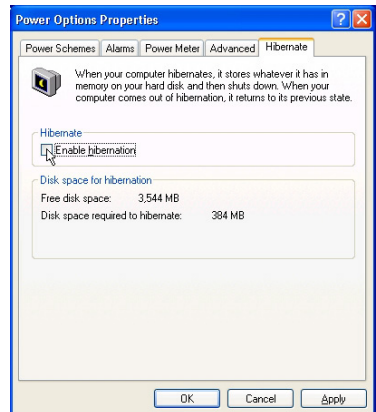 Power Options Properties
Power Schemes Alarms Power Meter Advanced Hibernate
When your computer hibernates, it stores whatever it has in
memory on your hard disk and then shuts down. When your
computer comes out of hibernation, it returns to its previous state.
Hibernate
Enable hibernation
Disk space for hibernation
Free disk space: 3,544 MB
Disk space required to hibernate: 384 MB
OK Cancel Apply